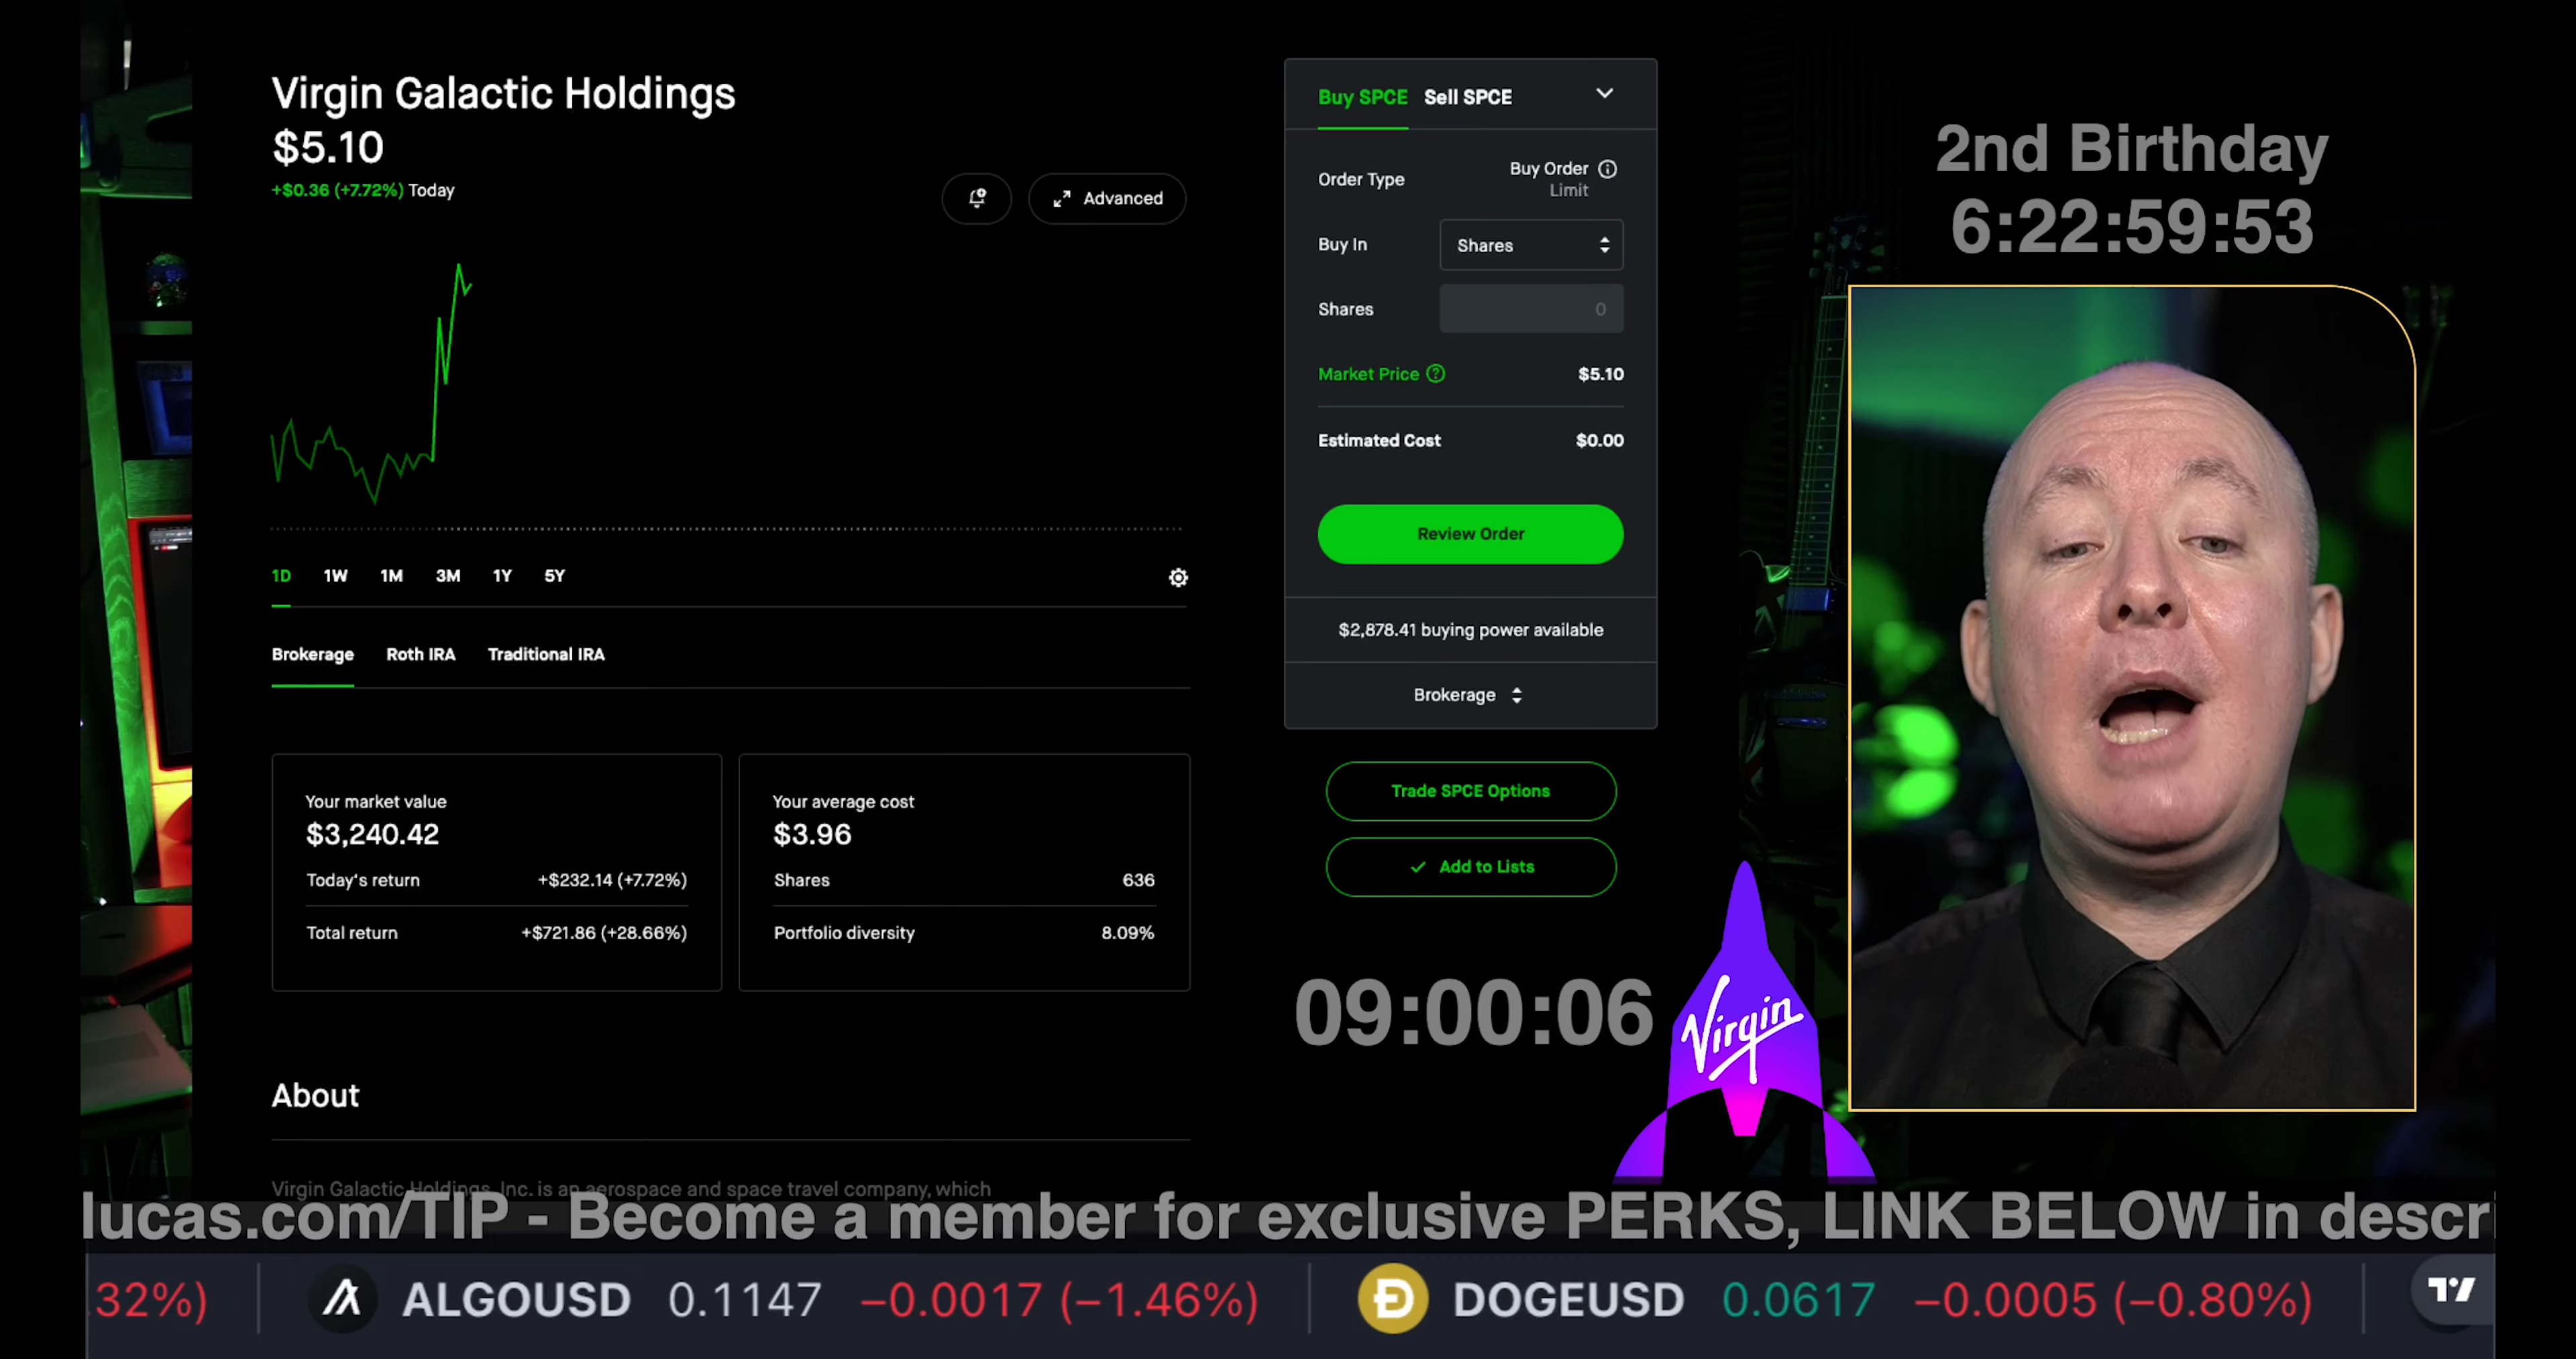 Virgin Galactic Holdings
$5.10
+$0.36 (+7.72%) Today
Advanced
1D 1W 1M 3M 1Y 5Y
Brokerage Roth IRA Traditional IRA
Your market value
$3,240.42
Today's return +$232.14 (+7.72%)
Total return +$721.86 (+28.66%)
Your average cost
$3.96
Shares 636
Portfolio diversity 8.09%
About
Virgin Galactic Holdings, Inc. is an aerospace and space travel company, which
Buy SPCE Sell SPCE
Order Type Buy Order
Limit
Buy In Shares
Shares 0
Market Price $5.10
Estimated Cost $0.00
Review Order
$2,878.41 buying power available
Brokerage
Trade SPCE Options
Add to Lists
09:00:06
Virgin
2nd Birthday
6:22:59:53
lucas.com/TIP - Become a member for exclusive PERKS, LINK BELOW in descri
.32%) ALGOUSD 0.1147 −0.0017 (−1.46%) DOGEUSD 0.0617 −0.0005 (−0.80%)